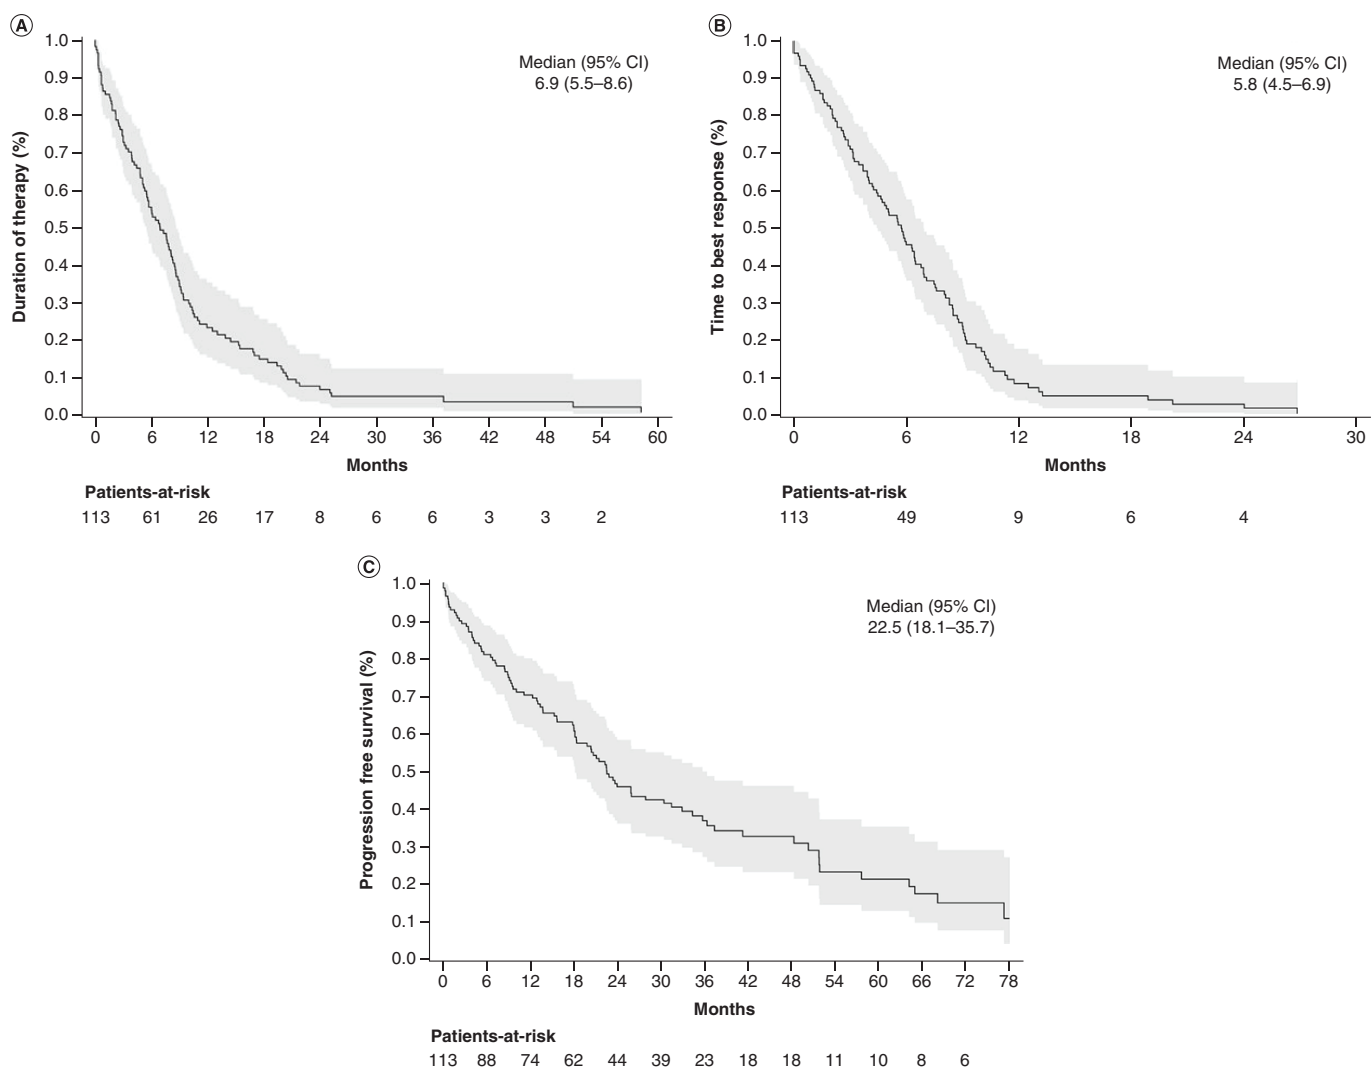 A
Duration of therapy (%)
1.0
0.9
0.8
0.7
0.6
0.5
0.4
0.3
0.2
0.1
0.0
Median (95% CI)
6.9 (5.5–8.6)
0 6 12 18 24 30 36 42 48 54 60
Months
Patients-at-risk
113 61 26 17 8 6 6 3 3 2
B
Time to best response (%)
1.0
0.9
0.8
0.7
0.6
0.5
0.4
0.3
0.2
0.1
0.0
Median (95% CI)
5.8 (4.5–6.9)
0 6 12 18 24 30
Months
Patients-at-risk
113 49 9 6 4
C
Progression free survival (%)
1.0
0.9
0.8
0.7
0.6
0.5
0.4
0.3
0.2
0.1
0.0
Median (95% CI)
22.5 (18.1–35.7)
0 6 12 18 24 30 36 42 48 54 60 66 72 78
Months
Patients-at-risk
113 88 74 62 44 39 23 18 18 11 10 8 6